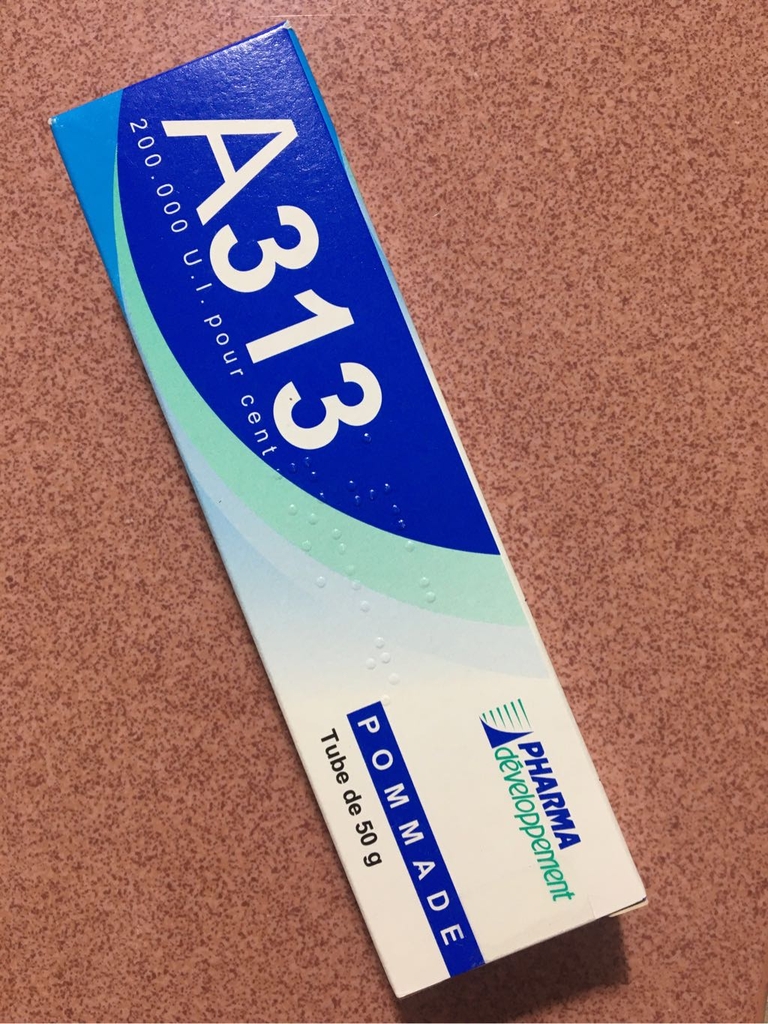 A313
200.000 U.I. pour cent
PHARMA
développement
POMMADE
Tube de 50 g